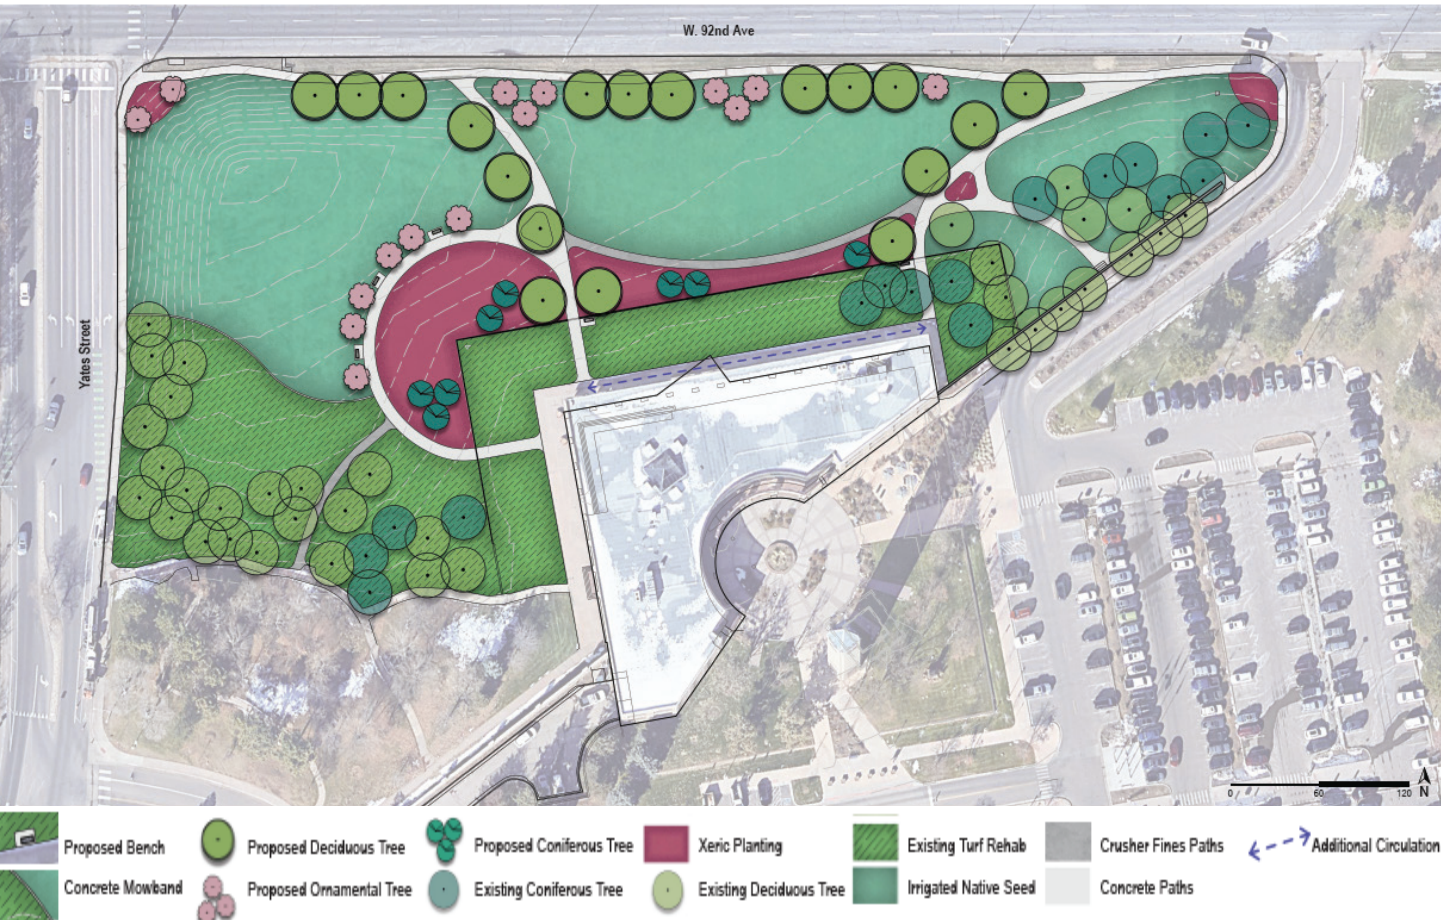 W. 92nd Ave
Yates Street
0 60 120 N
Proposed Bench
Proposed Deciduous Tree
Proposed Coniferous Tree
Xeric Planting
Existing Turf Rehab
Crusher Fines Paths
Additional Circulation
Concrete Mowband
Proposed Ornamental Tree
Existing Coniferous Tree
Existing Deciduous Tree
Irrigated Native Seed
Concrete Paths